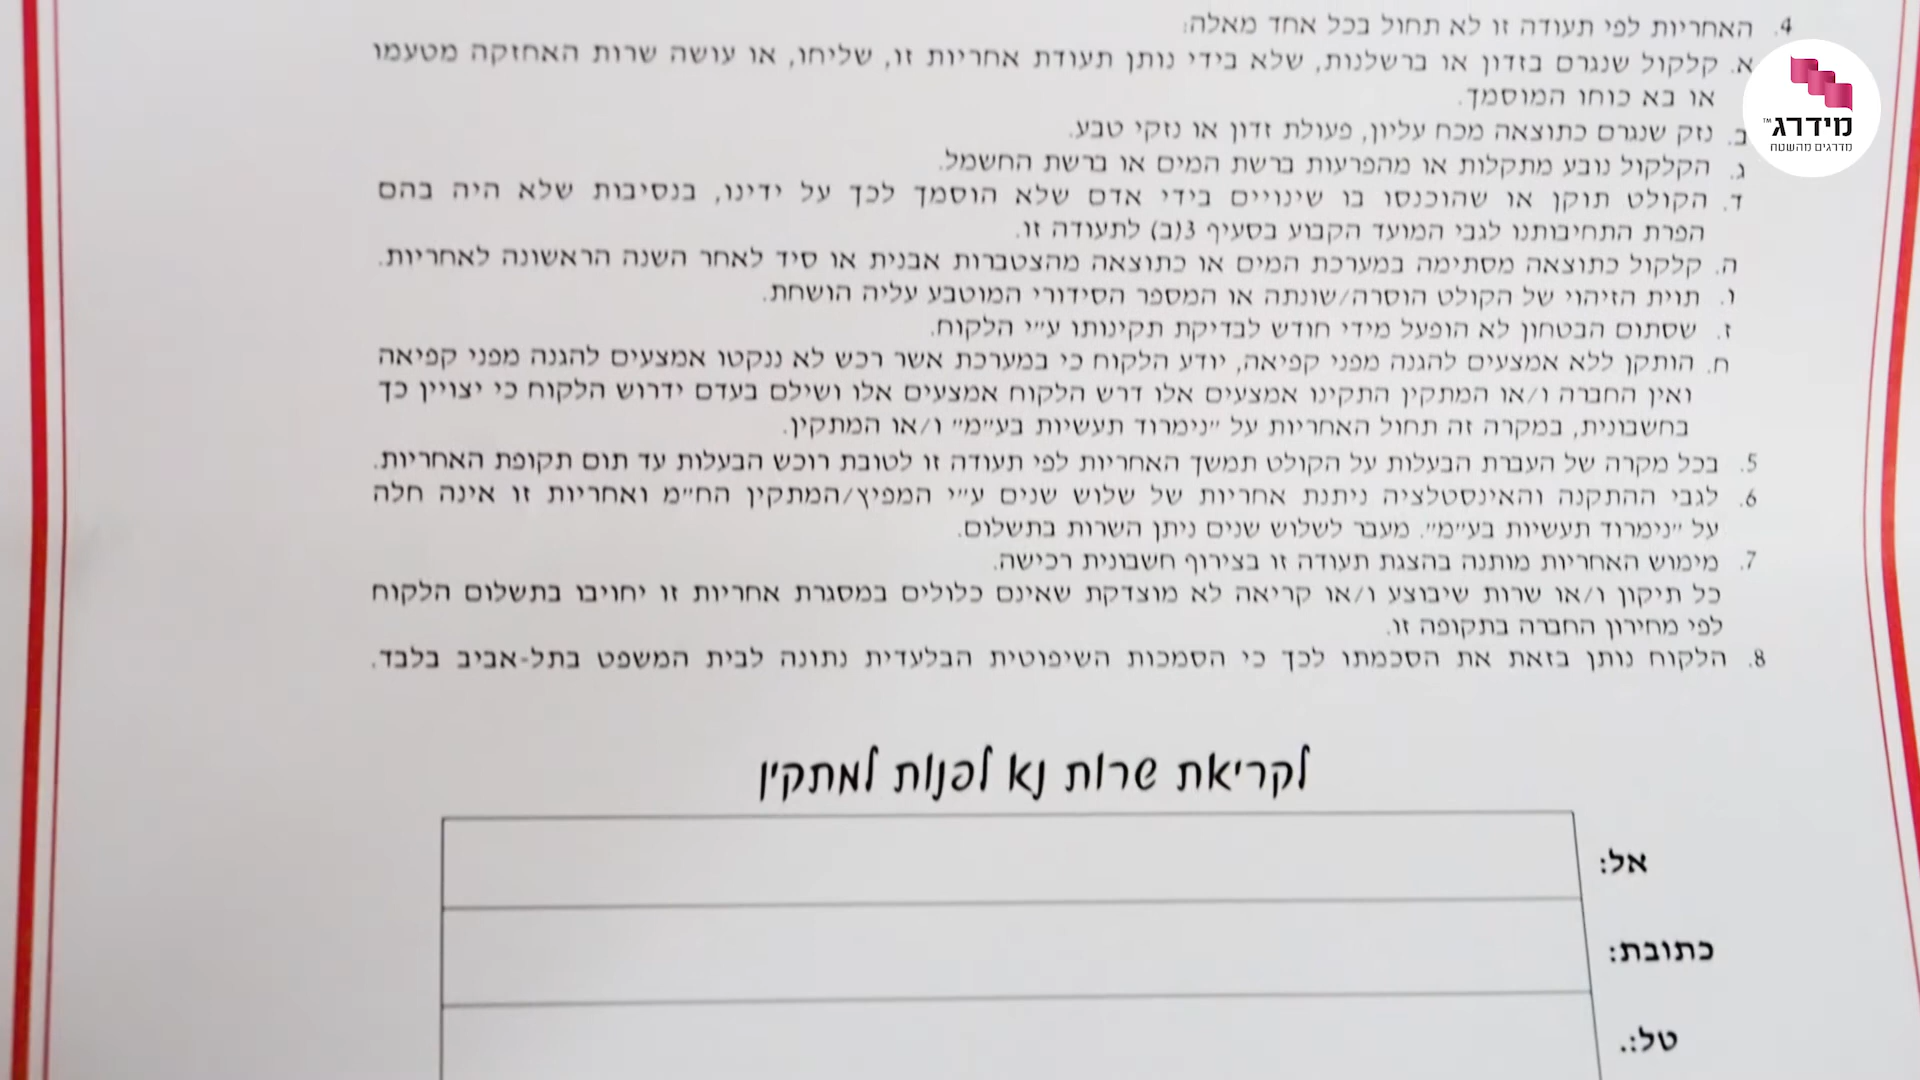 4. האחריות לפי תעודה זו לא תחול בכל אחד מאלה:
א. קלקול שנגרם בזדון או ברשלנות, שלא בידי נותן תעודת אחריות זו, שליחו, או עושה שרות האחזקה מטעמו
או בא כוחו המוסמך.
ב. נזק שנגרם כתוצאה מכח עליון, פעולת זדון או נזקי טבע.
ג. הקלקול נובע מתקלות או מהפרעות ברשת המים או ברשת החשמל.
ד. הקולט תוקן או שהוכנסו בו שינויים בידי אדם שלא הוסמך לכך על ידינו, בנסיבות שלא היה בהם
הפרת התחיבותנו לגבי המועד הקבוע בסעיף 3(ב) לתעודה זו.
ה. קלקול כתוצאה מסתימה במערכת המים או כתוצאה מהצטברות אבנית או סיד לאחר השנה הראשונה לאחריות.
ו. תוית הזיהוי של הקולט הוסרה/שונתה או המספר הסידורי המוטבע עליה הושחת.
ז. שסתום הבטחון לא הופעל מידי חודש לבדיקת תקינותו ע״י הלקוח.
ח. הותקן ללא אמצעים להגנה מפני קפיאה, יודע הלקוח כי במערכת אשר רכש לא ננקטו אמצעים להגנה מפני קפיאה
ואין החברה ו/או המתקין התקינו אמצעים אלו דרש הלקוח אמצעים אלו ושילם בעדם ידרוש הלקוח כי יצויין כך
בחשבונית, במקרה זה תחול האחריות על ״נימרוד תעשיות בע״מ״ ו/או המתקין.
5. בכל מקרה של העברת הבעלות על הקולט תמשך האחריות לפי תעודה זו לטובת רוכש הבעלות עד תום תקופת האחריות.
6. לגבי ההתקנה והאינסטלציה ניתנת אחריות של שלוש שנים ע״י המפיץ/המתקין הח״מ ואחריות זו אינה חלה
על ״נימרוד תעשיות בע״מ״. מעבר לשלוש שנים ניתן השרות בתשלום.
7. מימוש האחריות מותנה בהצגת תעודה זו בצירוף חשבונית רכישה.
כל תיקון ו/או שרות שיבוצע ו/או קריאה לא מוצדקת שאינם כלולים במסגרת אחריות זו יחויבו בתשלום הלקוח
לפי מחירון החברה בתקופה זו.
8. הלקוח נותן בזאת את הסכמתו לכך כי הסמכות השיפוטית הבלעדית נתונה לבית המשפט בתל-אביב בלבד.
לקריאת שרות נא לפנות למתקין
אל:
כתובת:
טל.:
מידרג™
מדרגים מהשטח